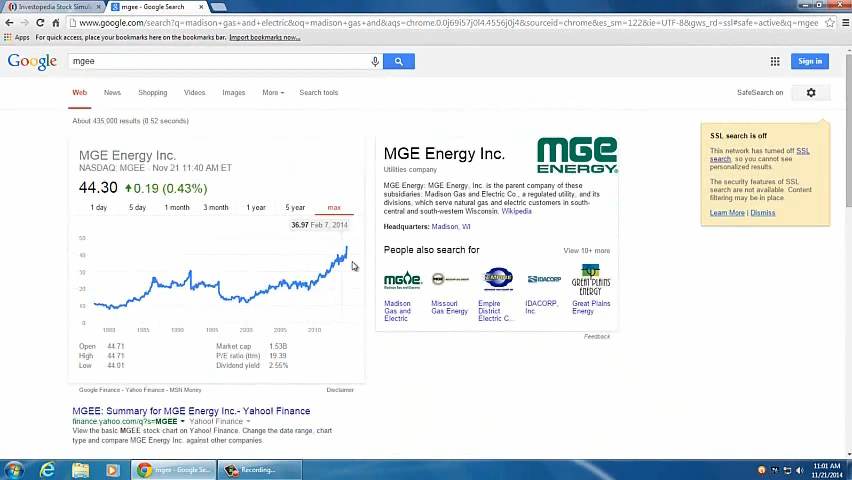 Investopedia Stock Simul
mgee - Google Search
www.google.com/search?q=madison+gas+and+electric&oq=madison+gas+and+electric+&aqs=chrome.0.0j69i57j0l4.4556j0j4&sourceid=chrome&es_sm=122&ie=UTF-8&gws_rd=ssl#safe=active&q=mgee
Apps For quick access, place your bookmarks here on the bookmarks bar. Import bookmarks now...
Google
mgee
Sign in
Web News Shopping Videos Images More Search tools
SafeSearch on
About 435,000 results (0.52 seconds)
MGE Energy Inc.
NASDAQ: MGEE - Nov 21 11:40 AM ET
44.30 0.19 (0.43%)
1 day 5 day 1 month 3 month 1 year 5 year max
36.97 Feb 7, 2014
50
40
30
20
10
0
1980 1985 1990 1995 2000 2005 2010
Open 44.71 Market cap 1.53B
High 44.71 P/E ratio (ttm) 19.39
Low 44.01 Dividend yield 2.55%
Google Finance - Yahoo Finance - MSN Money Disclaimer
MGEE: Summary for MGE Energy Inc.- Yahoo! Finance
finance.yahoo.com/q?s=MGEE Yahoo! Finance
View the basic MGEE stock chart on Yahoo! Finance. Change the date range, chart
type and compare MGE Energy Inc. against other companies.
MGE Energy Inc.
Utilities company
mge
ENERGY
MGE Energy: MGE Energy, Inc. is the parent company of these
subsidiaries: Madison Gas and Electric Co., a regulated utility, and its
divisions, which serve natural gas and electric customers in south-
central and south-western Wisconsin. Wikipedia
Headquarters: Madison, WI
People also search for View 10+ more
mge
GREAT PLAINS
ENERGY
IDACORP
Madison Gas and Electric
Missouri Gas Energy
Empire District Electric C...
IDACORP, Inc.
Great Plains Energy
Feedback
SSL search is off
This network has turned off SSL
search, so you cannot see
personalized results.
The security features of SSL
search are not available. Content
filtering may be in place.
Learn More | Dismiss
mgee - Google Se...
Recording...
11:01 AM
11/21/2014